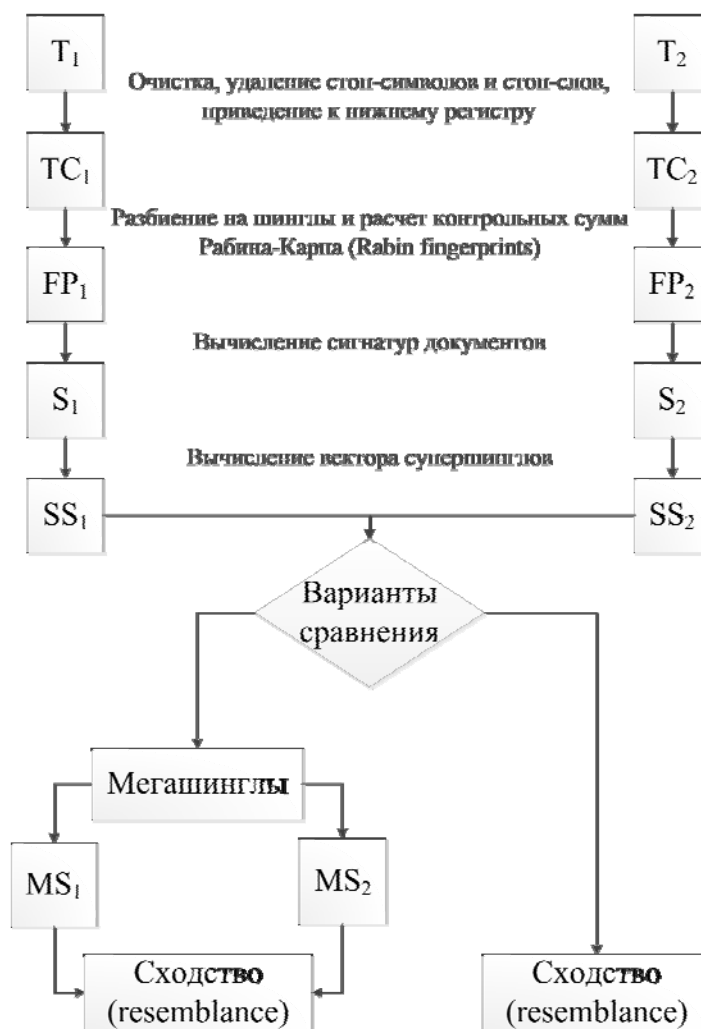 T₁
T₂
Очистка, удаление стоп-символов и стоп-слов,
приведение к нижнему регистру
TC₁
TC₂
Разбиение на шинглы и расчет контрольных сумм
Рабина-Карпа (Rabin fingerprints)
FP₁
FP₂
Вычисление сигнатур документов
S₁
S₂
Вычисление вектора супершинглов
SS₁
SS₂
Варианты
сравнения
Мегашинглы
MS₁
MS₂
Сходство
(resemblance)
Сходство
(resemblance)